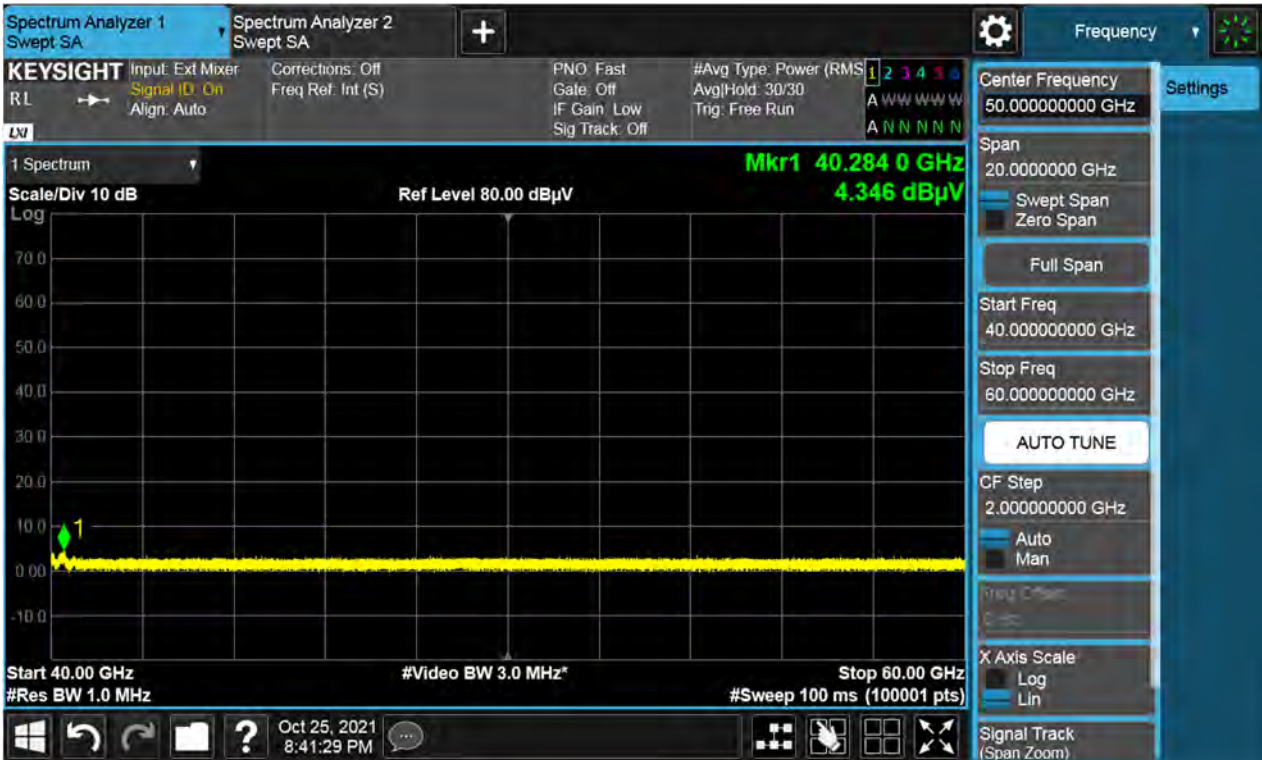 Spectrum Analyzer 1
Swept SA
Spectrum Analyzer 2
Swept SA
Frequency
KEYSIGHT
RL
LXI
Input: Ext Mixer
Signal ID: On
Align: Auto
Corrections: Off
Freq Ref: Int (S)
PNO: Fast
Gate: Off
IF Gain: Low
Sig Track: Off
#Avg Type: Power (RMS
Avg|Hold: 30/30
Trig: Free Run
1 2 3 4 5 6
A W W W W W
A N N N N N
1 Spectrum
Scale/Div 10 dB
Log
Ref Level 80.00 dBµV
Mkr1 40.284 0 GHz
4.346 dBµV
70.0
60.0
50.0
40.0
30.0
20.0
10.0
0.00
-10.0
1
Start 40.00 GHz
#Res BW 1.0 MHz
#Video BW 3.0 MHz*
Stop 60.00 GHz
#Sweep 100 ms (100001 pts)
Oct 25, 2021
8:41:29 PM
Center Frequency
50.000000000 GHz
Span
20.0000000 GHz
Swept Span
Zero Span
Full Span
Start Freq
40.000000000 GHz
Stop Freq
60.000000000 GHz
AUTO TUNE
CF Step
2.000000000 GHz
Auto
Man
Freq Offset
X Axis Scale
Log
Lin
Signal Track
(Span Zoom)
Settings